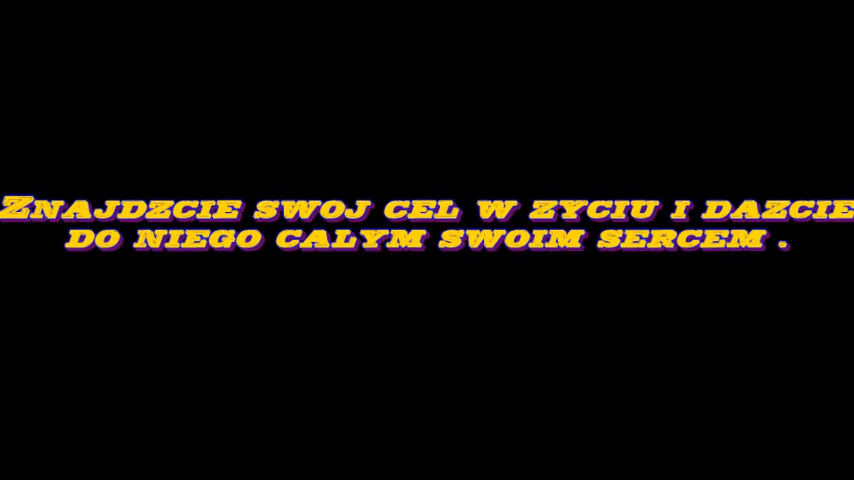 Znajdzcie swoj cel w zyciu i dazcie
do niego calym swoim sercem .